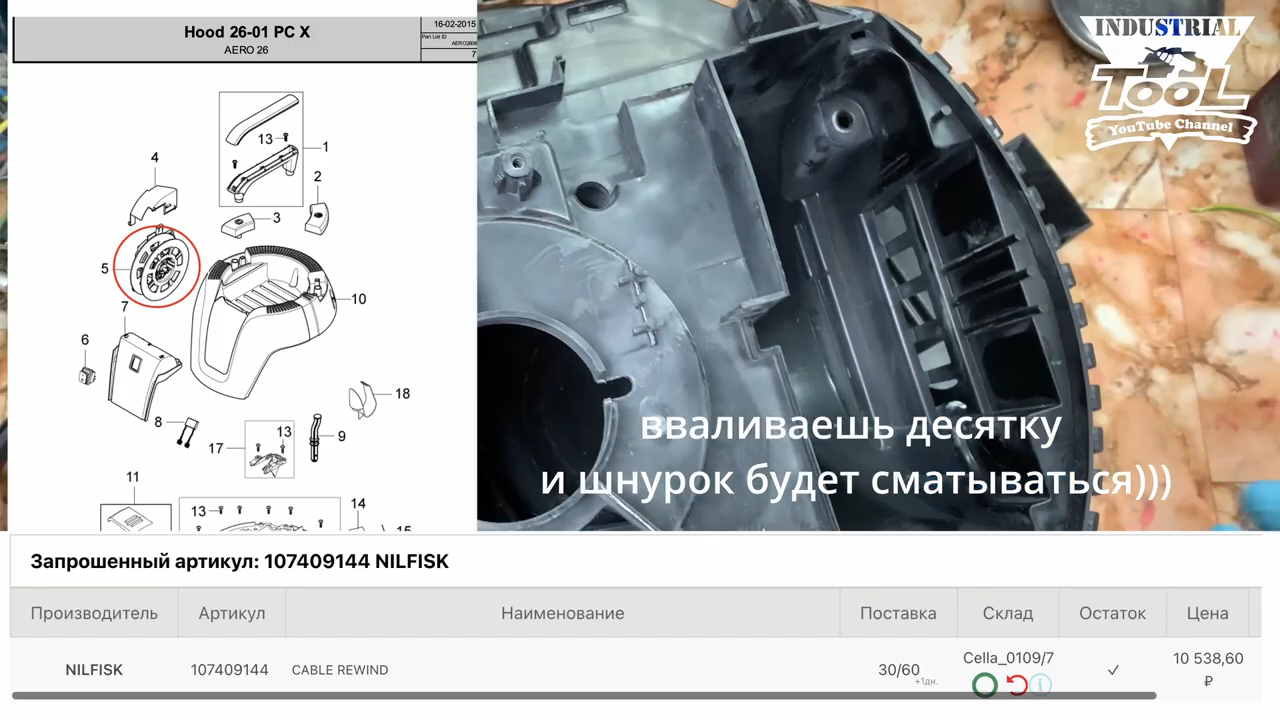 Hood 26-01 PC X
AERO 26
16-02-2015
Part List ID
AERO2606
7
INDUSTRIAL
TOOL
YouTube Channel
13
1
4
2
3
5
7
10
6
18
8
13
9
17
11
13
14
15
вваливаешь десятку
и шнурок будет сматываться)))
Запрошенный артикул: 107409144 NILFISK
Производитель Артикул Наименование Поставка Склад Остаток Цена
NILFISK 107409144 CABLE REWIND 30/60 +1дн. Cella_0109/7 ✓ 10 538,60 ₽